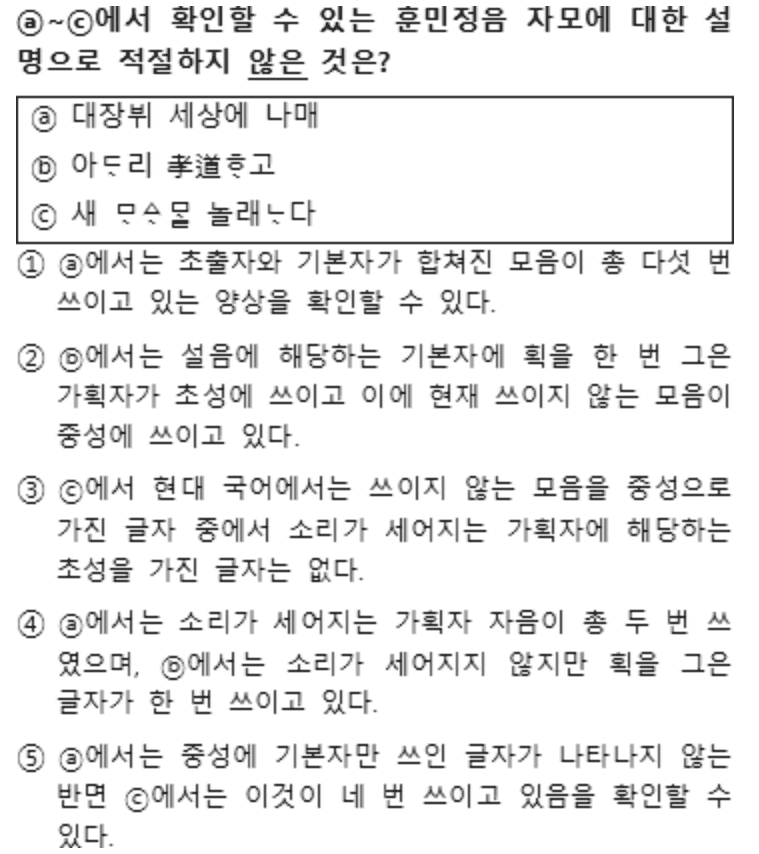 ⓐ~ⓒ에서 확인할 수 있는 훈민정음 자모에 대한 설
명으로 적절하지 않은 것은?
ⓐ 대장뷔 세상에 나매
ⓑ 아ᄃᆞ리 孝道ᄒᆞ고
ⓒ 새 ᄆᆞᅀᆞᄆᆞᆯ 놀래ᄂᆞ다
① ⓐ에서는 초출자와 기본자가 합쳐진 모음이 총 다섯 번
쓰이고 있는 양상을 확인할 수 있다.
② ⓑ에서는 설음에 해당하는 기본자에 획을 한 번 그은
가획자가 초성에 쓰이고 이에 현재 쓰이지 않는 모음이
중성에 쓰이고 있다.
③ ⓒ에서 현대 국어에서는 쓰이지 않는 모음을 중성으로
가진 글자 중에서 소리가 세어지는 가획자에 해당하는
초성을 가진 글자는 없다.
④ ⓐ에서는 소리가 세어지는 가획자 자음이 총 두 번 쓰
였으며, ⓑ에서는 소리가 세어지지 않지만 획을 그은
글자가 한 번 쓰이고 있다.
⑤ ⓐ에서는 중성에 기본자만 쓰인 글자가 나타나지 않는
반면 ⓒ에서는 이것이 네 번 쓰이고 있음을 확인할 수
있다.